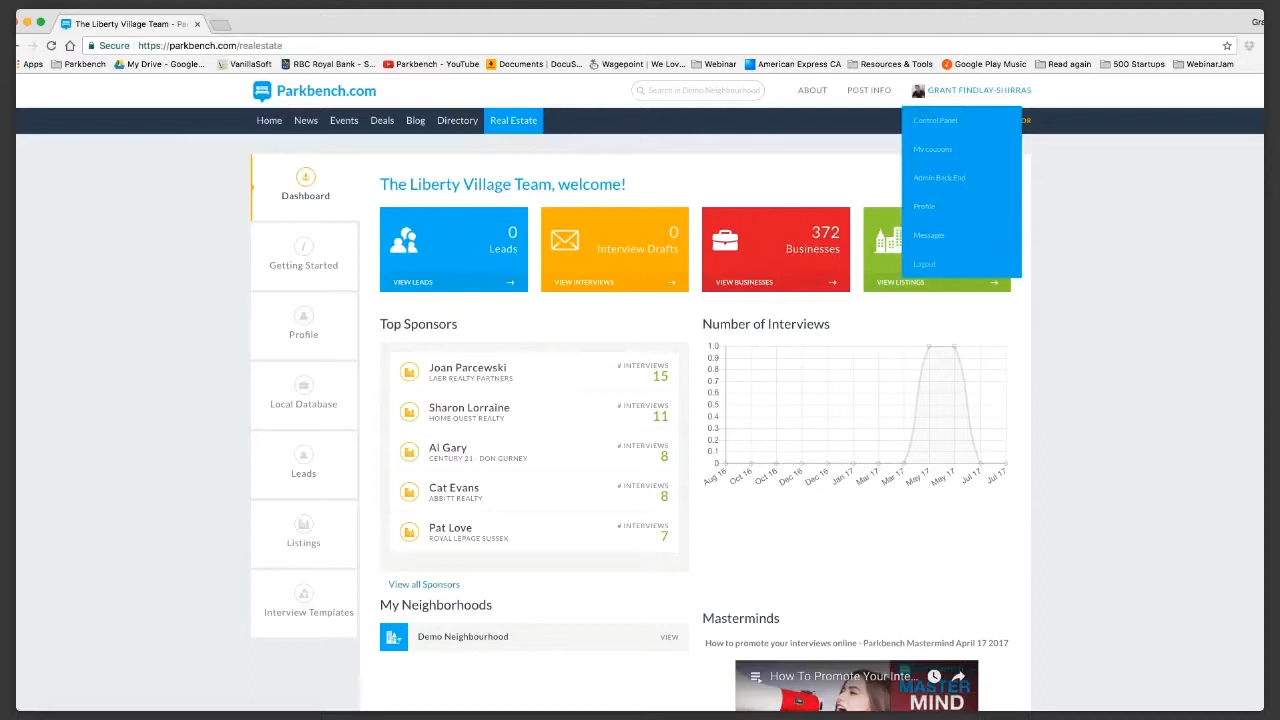 The Liberty Village Team - Pa
Gra
Secure https://parkbench.com/realestate
Apps Parkbench My Drive - Google... VanillaSoft RBC Royal Bank - S... Parkbench - YouTube Documents | DocuS... Wagepoint | We Lov... Webinar American Express CA Resources & Tools Google Play Music Read again 500 Startups WebinarJam
Parkbench.com
Search in Demo Neighbourhood
ABOUT POST INFO GRANT FINDLAY-SHIRRAS
Home News Events Deals Blog Directory Real Estate
OR
Control Panel
My coupons
Admin Back End
Profile
Messages
Logout
Dashboard
Getting Started
Profile
Local Database
Leads
Listings
Interview Templates
The Liberty Village Team, welcome!
0
Leads
VIEW LEADS
0
Interview Drafts
VIEW INTERVIEWS
372
Businesses
VIEW BUSINESSES
VIEW LISTINGS
Top Sponsors
Joan Parcewski
LAER REALTY PARTNERS
# INTERVIEWS
15
Sharon Lorraine
HOME QUEST REALTY
# INTERVIEWS
11
Al Gary
CENTURY 21 - DON GURNEY
# INTERVIEWS
8
Cat Evans
ABBITT REALTY
# INTERVIEWS
8
Pat Love
ROYAL LEPAGE SUSSEX
# INTERVIEWS
7
View all Sponsors
Number of Interviews
1.0
0.9
0.8
0.7
0.6
0.5
0.4
0.3
0.2
0.1
0
Aug 16 Oct 16 Oct 16 Dec 16 Dec 16 Jan 17 Mar 17 Mar 17 May 17 May 17 Jul 17 Jul 17
My Neighborhoods
Demo Neighbourhood VIEW
Masterminds
How to promote your interviews online - Parkbench Mastermind April 17 2017
How To Promote Your Inte...
MASTER
MIND